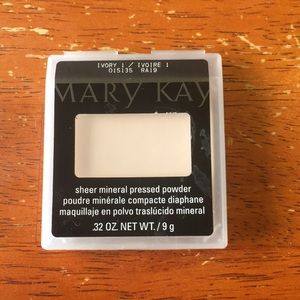 IVORY 1 / IVOIRE 1
015135 RA19
MARY KAY
sheer mineral pressed powder
poudre minérale compacte diaphane
maquillaje en polvo traslúcido mineral
.32 OZ. NET WT. / 9 g